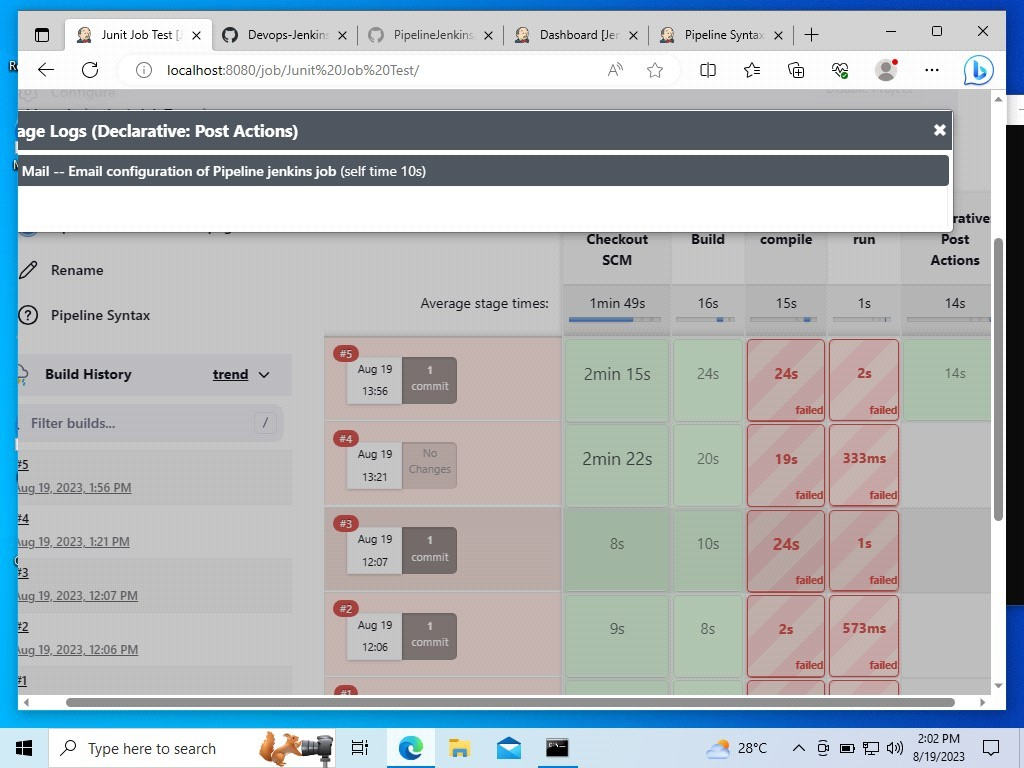 Junit Job Test [J
Devops-Jenkins
PipelineJenkins
Dashboard [Jen
Pipeline Syntax
localhost:8080/job/Junit%20Job%20Test/
Configure
age Logs (Declarative: Post Actions)
Mail -- Email configuration of Pipeline jenkins job (self time 10s)
Rename
Pipeline Syntax
Checkout SCM
Build
compile
run
rative Post Actions
Average stage times:
1min 49s
16s
15s
1s
14s
Build History
trend
Filter builds...
/
#5
Aug 19, 2023, 1:56 PM
#4
Aug 19, 2023, 1:21 PM
#3
Aug 19, 2023, 12:07 PM
#2
Aug 19, 2023, 12:06 PM
#1
#5
Aug 19
13:56
1
commit
2min 15s
24s
24s
failed
2s
failed
14s
#4
Aug 19
13:21
No
Changes
2min 22s
20s
19s
failed
333ms
failed
#3
Aug 19
12:07
1
commit
8s
10s
24s
failed
1s
failed
#2
Aug 19
12:06
1
commit
9s
8s
2s
failed
573ms
failed
#1
Type here to search
28°C
2:02 PM
8/19/2023